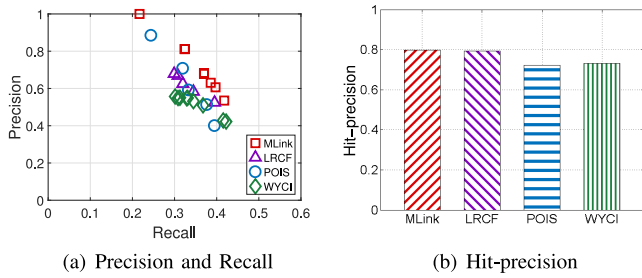 1
0.8
0.6
0.4
0.2
0
Precision
0 0.1 0.2 0.3 0.4 0.5 0.6
Recall
MLink
LRCF
POIS
WYCI
(a) Precision and Recall
1
0.8
0.6
0.4
0.2
0
Hit-precision
MLink LRCF POIS WYCI
(b) Hit-precision